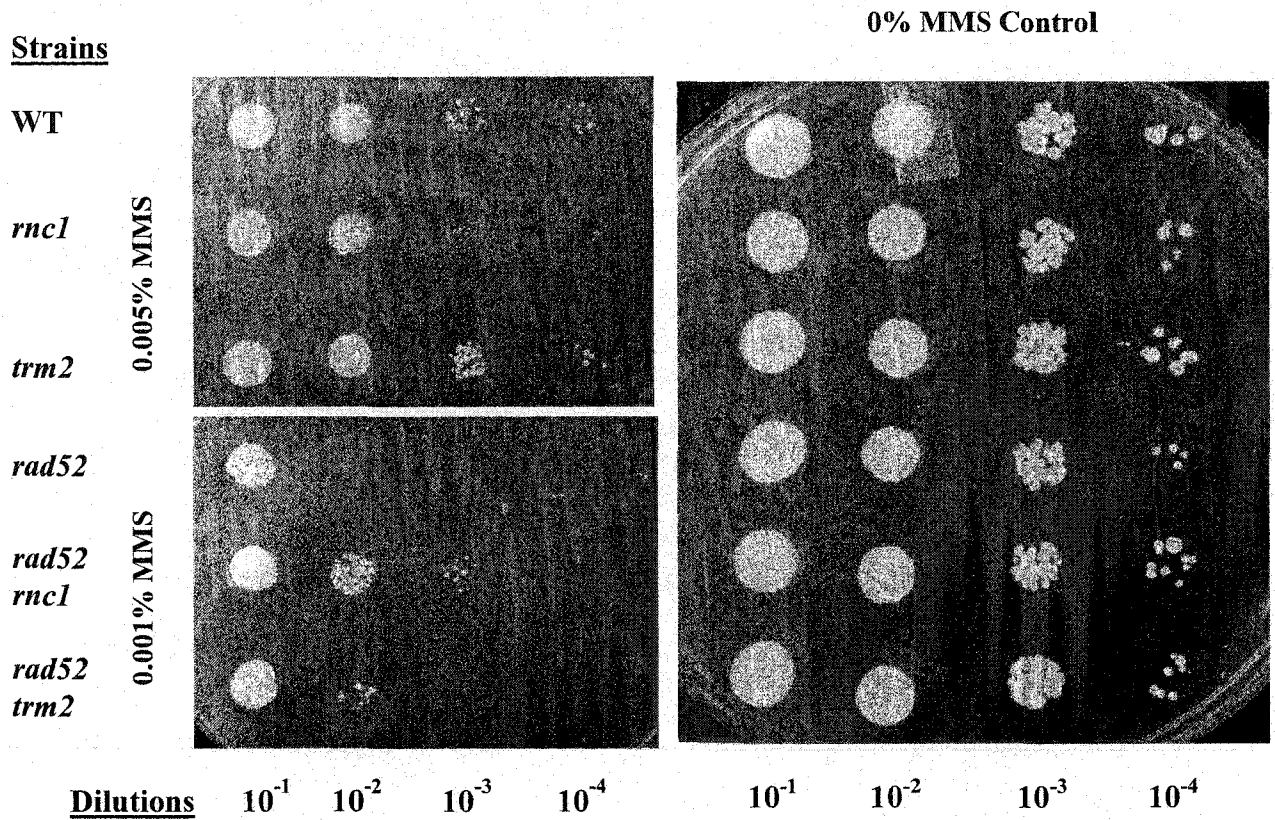 0% MMS Control
Strains
WT
rnc1
trm2
0.005% MMS
rad52
rad52
rnc1
rad52
trm2
0.001% MMS
Dilutions 10-1 10-2 10-3 10-4 10-1 10-2 10-3 10-4